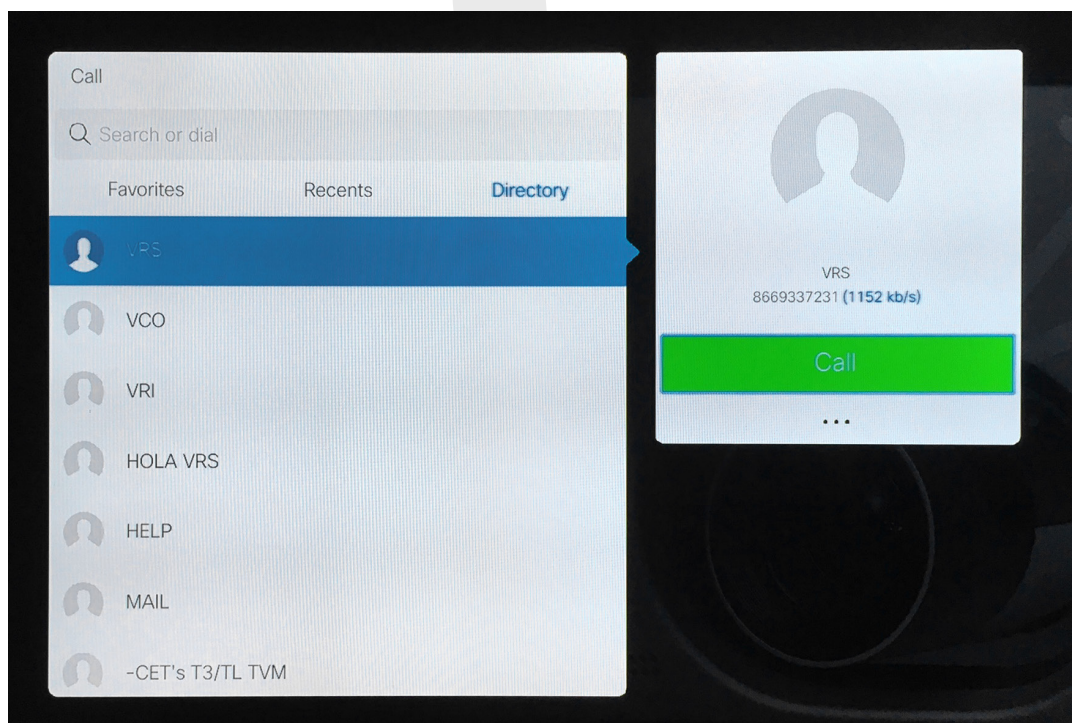 Call
Search or dial
Favorites Recents Directory
VRS
VCO
VRI
HOLA VRS
HELP
MAIL
-CET's T3/TL TVM
VRS
8669337231 (1152 kb/s)
Call
...